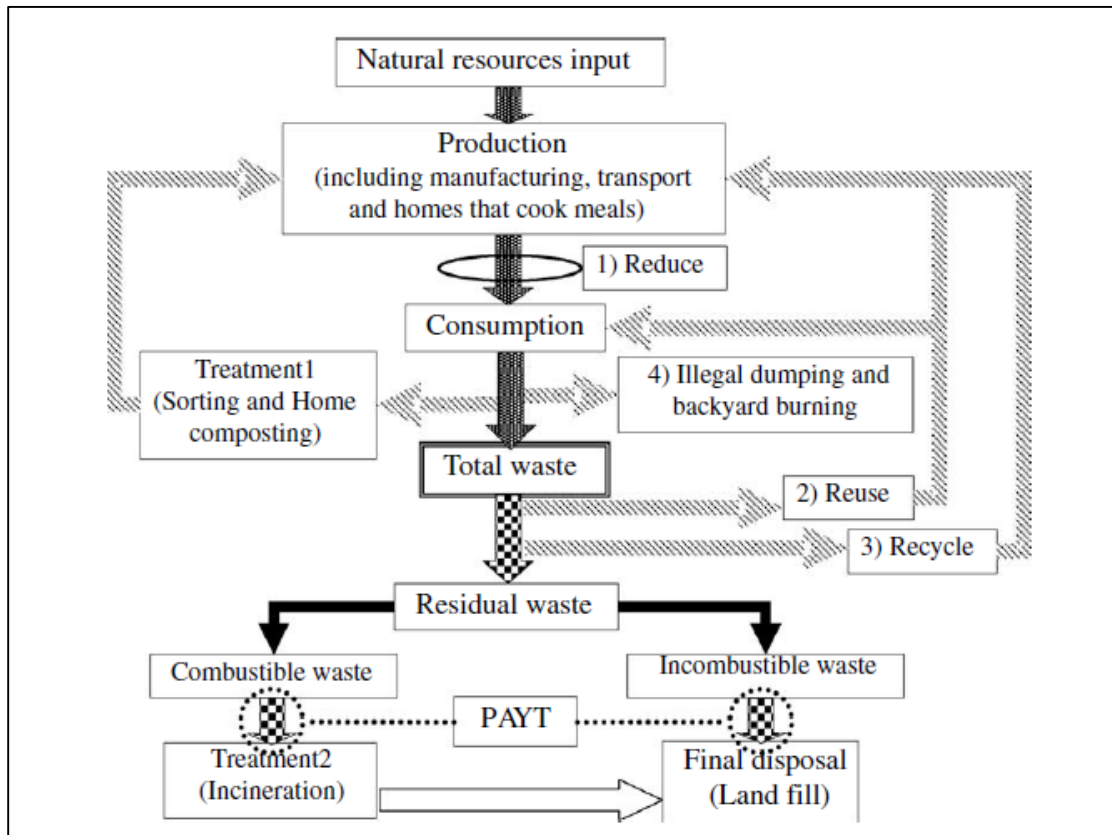 Natural resources input
Production
(including manufacturing, transport
and homes that cook meals)
1) Reduce
Consumption
Treatment1
(Sorting and Home
composting)
4) Illegal dumping and
backyard burning
Total waste
2) Reuse
3) Recycle
Residual waste
Combustible waste
Incombustible waste
PAYT
Treatment2
(Incineration)
Final disposal
(Land fill)